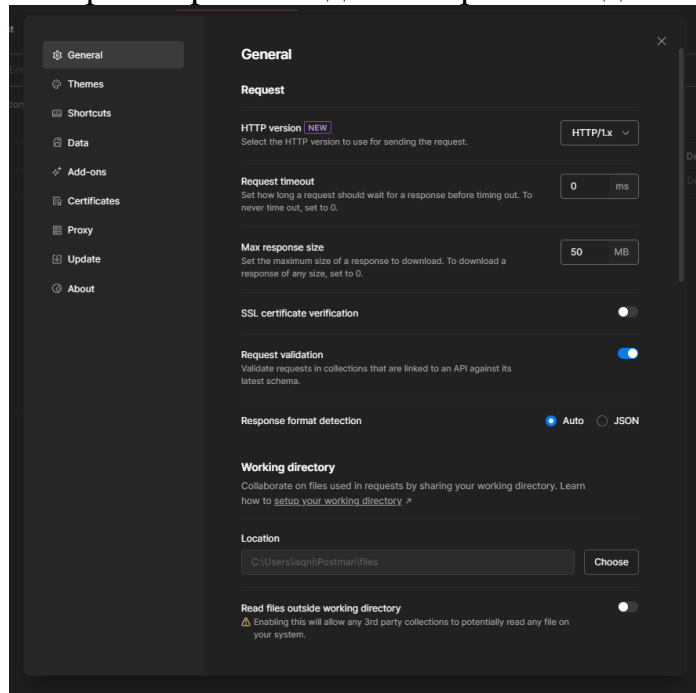 General
Themes
Shortcuts
Data
Add-ons
Certificates
Proxy
Update
About
General
Request
HTTP version NEW
Select the HTTP version to use for sending the request.
HTTP/1.x
Request timeout
Set how long a request should wait for a response before timing out. To
never time out, set to 0.
0 ms
Max response size
Set the maximum size of a response to download. To download a
response of any size, set to 0.
50 MB
SSL certificate verification
Request validation
Validate requests in collections that are linked to an API against its
latest schema.
Response format detection
Auto JSON
Working directory
Collaborate on files used in requests by sharing your working directory. Learn
how to setup your working directory ↗
Location
C:\Users\isqni\Postman\files
Choose
Read files outside working directory
Enabling this will allow any 3rd party collections to potentially read any file on
your system.